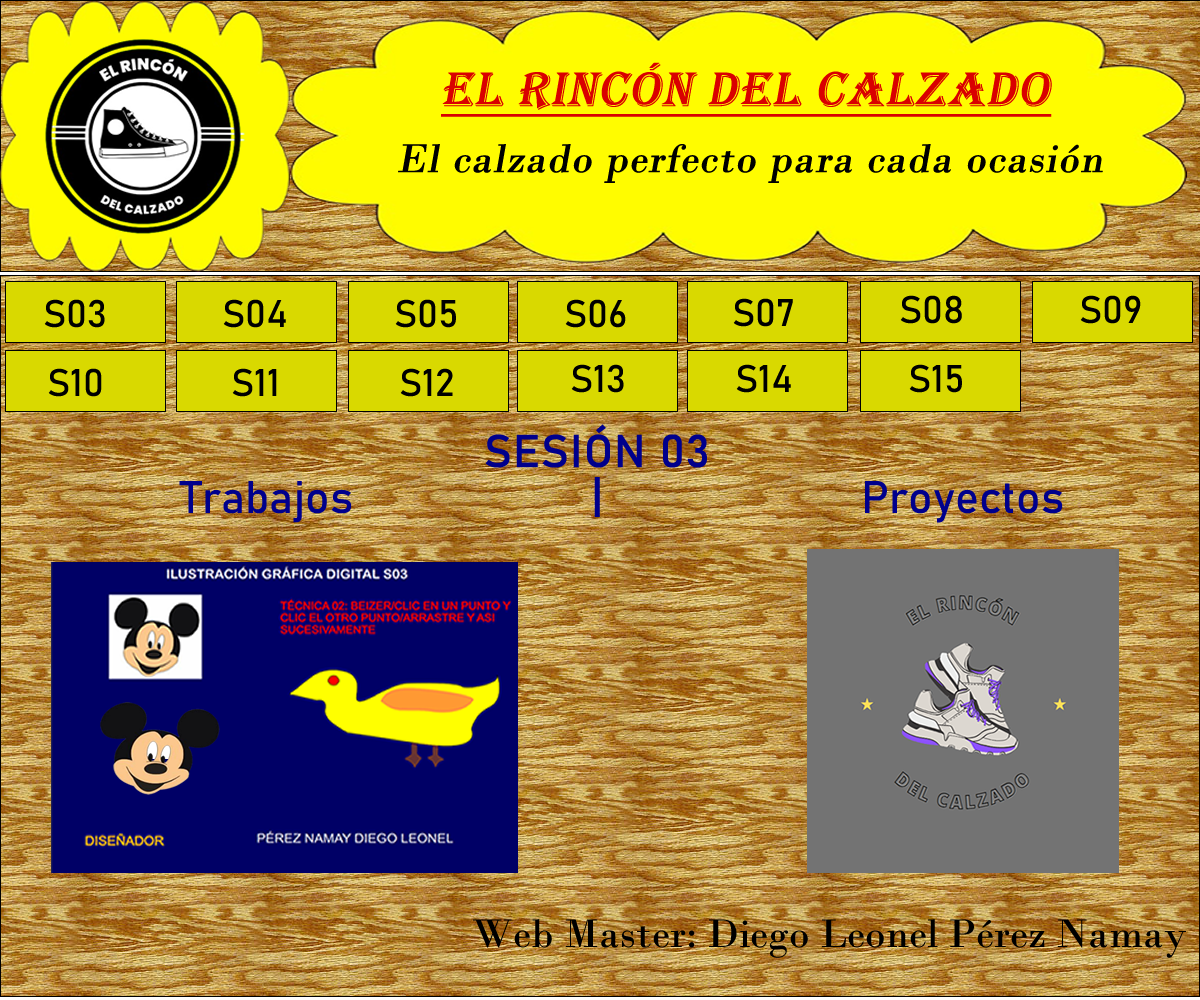 EL RINCÓN
DEL CALZADO
EL RINCÓN DEL CALZADO
El calzado perfecto para cada ocasión
S03 S04 S05 S06 S07 S08 S09
S10 S11 S12 S13 S14 S15
SESIÓN 03
Trabajos | Proyectos
ILUSTRACIÓN GRÁFICA DIGITAL S03
TÉCNICA 02: BEIZER/CLIC EN UN PUNTO Y
CLIC EL OTRO PUNTO/ARRASTRE Y ASI
SUCESIVAMENTE
DISEÑADOR
PÉREZ NAMAY DIEGO LEONEL
EL RINCÓN
DEL CALZADO
Web Master: Diego Leonel Pérez Namay